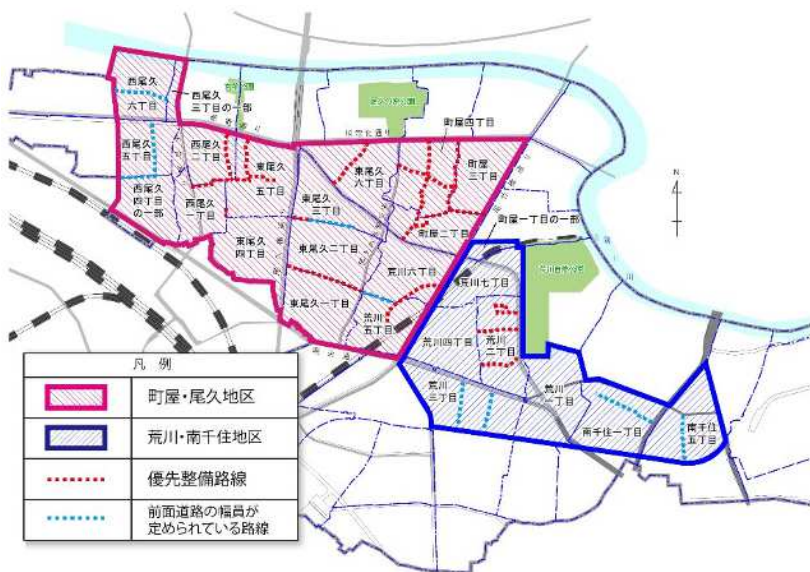 西尾久
六丁目
西尾久
三丁目の一部
西尾久
五丁目
西尾久
二丁目
西尾久
四丁目
の一部
西尾久
一丁目
東尾久
五丁目
東尾久
六丁目
町屋四丁目
町屋
三丁目
東尾久
三丁目
町屋二丁目
町屋一丁目の一部
東尾久
四丁目
東尾久二丁目
荒川六丁目
東尾久一丁目
荒川
五丁目
荒川七丁目
荒川四丁目
荒川
二丁目
荒川
三丁目
荒川
一丁目
南千住一丁目
南千住
五丁目
N
凡 例
町屋・尾久地区
荒川・南千住地区
優先整備路線
前面道路の幅員が
定められている路線